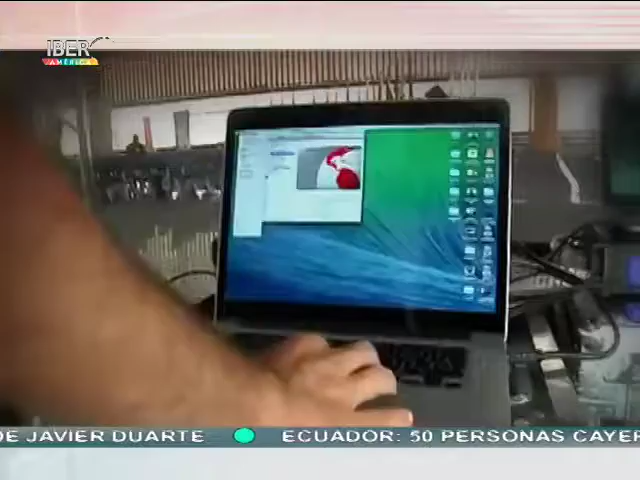 IBER
AMÉRICA
DE JAVIER DUARTE
ECUADOR: 50 PERSONAS CAYER